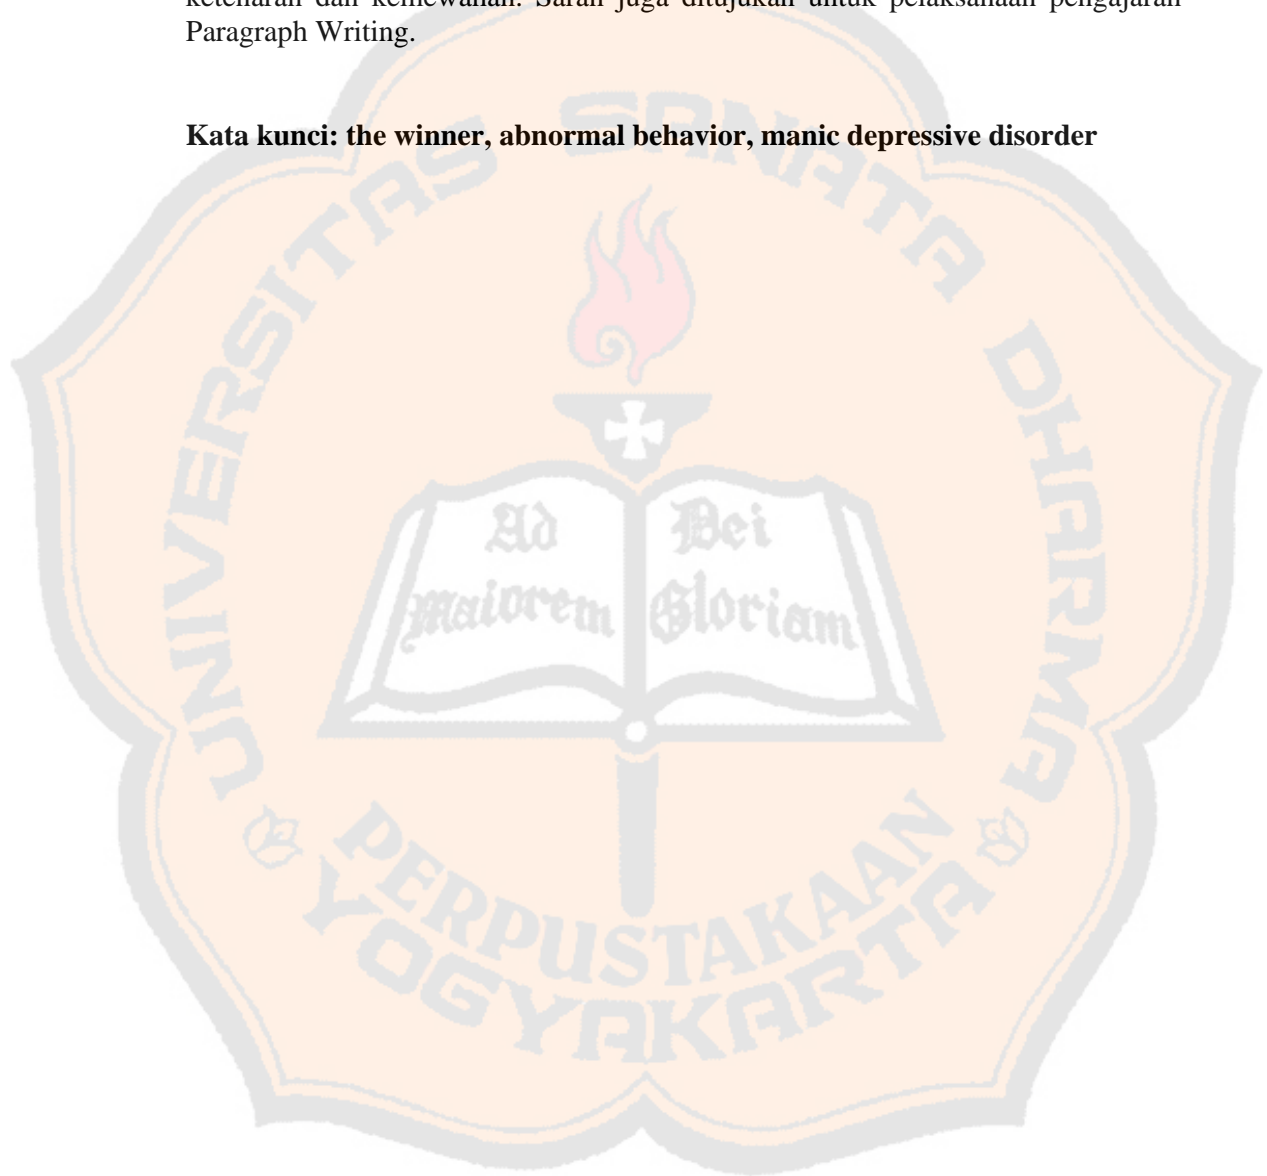 ketenaran dan kemewahan. Saran juga ditujukan untuk pelaksanaan pengajaran
Paragraph Writing.
Kata kunci: the winner, abnormal behavior, manic depressive disorder
UNIVERSITAS SANATA DHARMA
Ad Dei
maiorem Gloriam
PERPUSTAKAAN
YOGYAKARTA